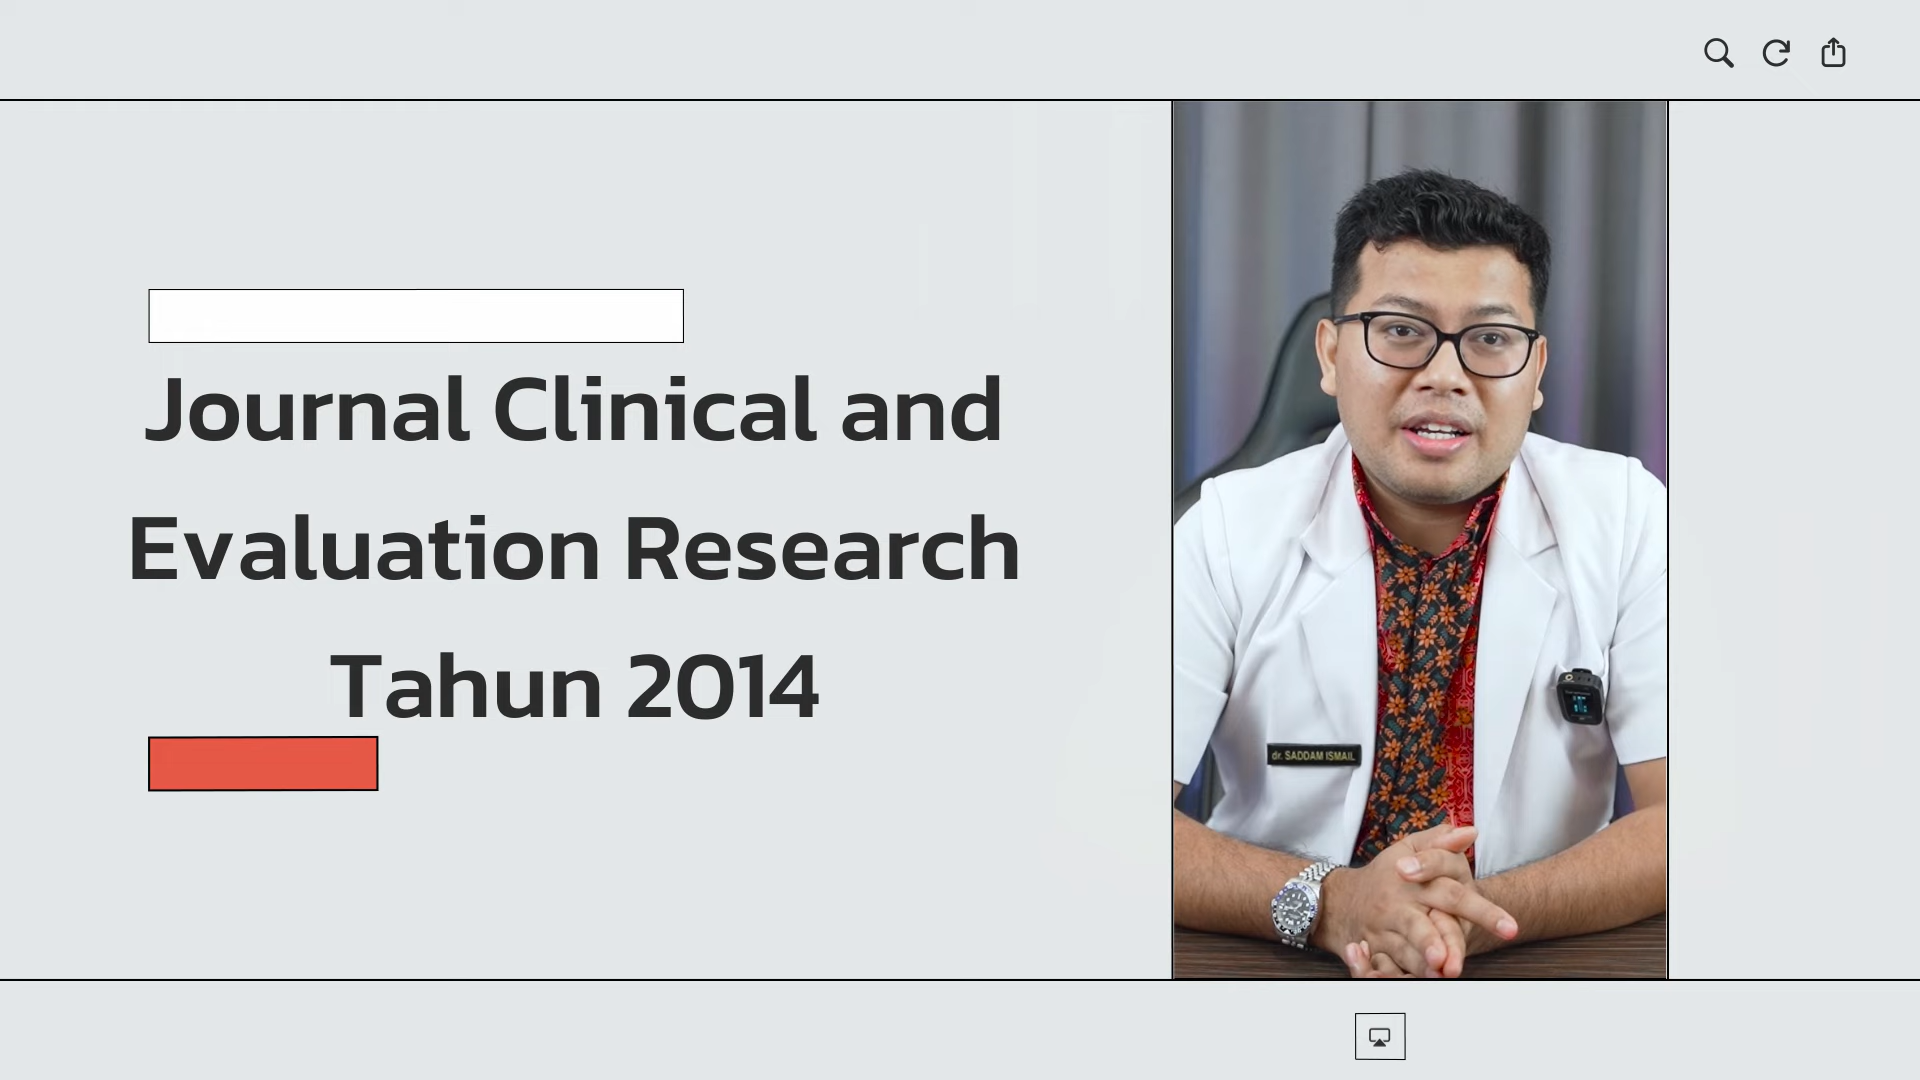 Journal Clinical and
Evaluation Research
Tahun 2014
dr. SADDAM ISMAIL